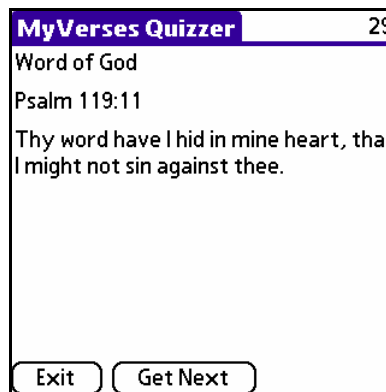 MyVerses Quizzer 29
Word of God
Psalm 119:11
Thy word have I hid in mine heart, tha
I might not sin against thee.
Exit Get Next